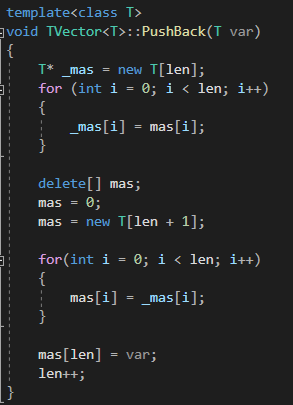 template<class T>
void TVector<T>::PushBack(T var)
{
T* _mas = new T[len];
for (int i = 0; i < len; i++)
{
_mas[i] = mas[i];
}
delete[] mas;
mas = 0;
mas = new T[len + 1];
for(int i = 0; i < len; i++)
{
mas[i] = _mas[i];
}
mas[len] = var;
len++;
}